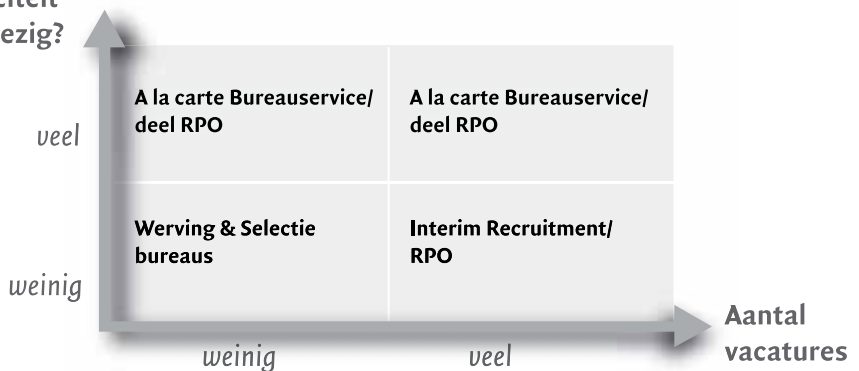 veel
A la carte Bureauservice/
deel RPO
A la carte Bureauservice/
deel RPO
weinig
Werving & Selectie
bureaus
Interim Recruitment/
RPO
weinig
veel
Aantal
vacatures